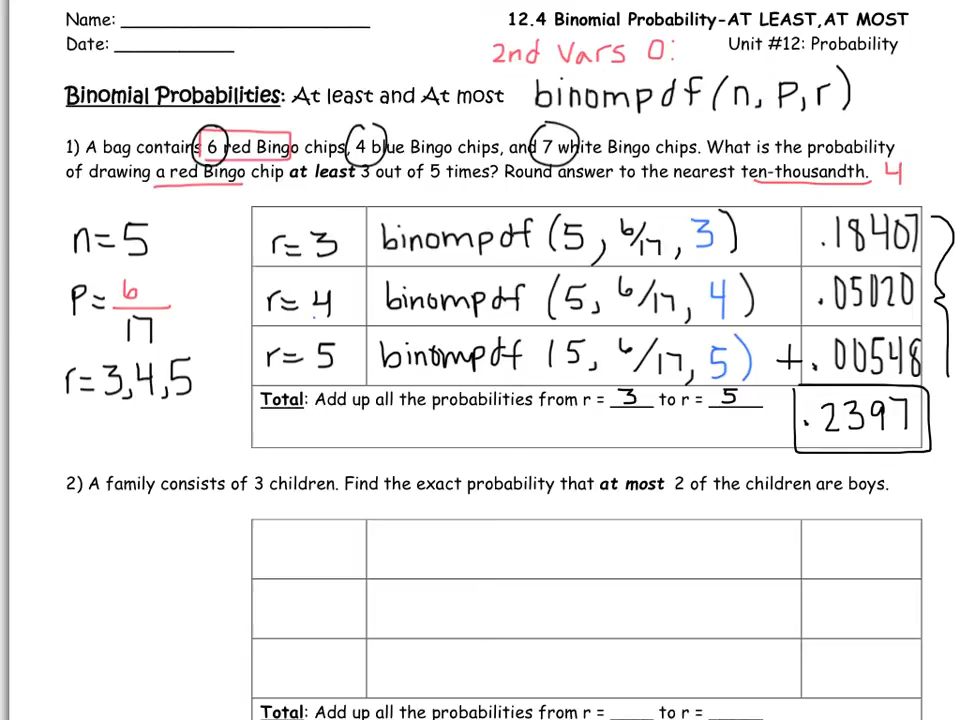 Name: ____________________________
12.4 Binomial Probability-AT LEAST,AT MOST
Date: ______________
2nd Vars 0:
Unit #12: Probability
Binomial Probabilities: At least and At most binompdf(n, p, r)
1) A bag contains 6 red Bingo chips, 4 blue Bingo chips, and 7 white Bingo chips. What is the probability
of drawing a red Bingo chip at least 3 out of 5 times? Round answer to the nearest ten-thousandth. 4
n=5
P=6/17
r=3,4,5
r=3 binompdf (5, 6/17, 3) .18407
r=4 binompdf (5, 6/17, 4) .05020
r=5 binompdf (5, 6/17, 5) +.00548
Total: Add up all the probabilities from r = 3 to r = 5 .2397
2) A family consists of 3 children. Find the exact probability that at most 2 of the children are boys.
Total: Add up all the probabilities from r = _____ to r = ______